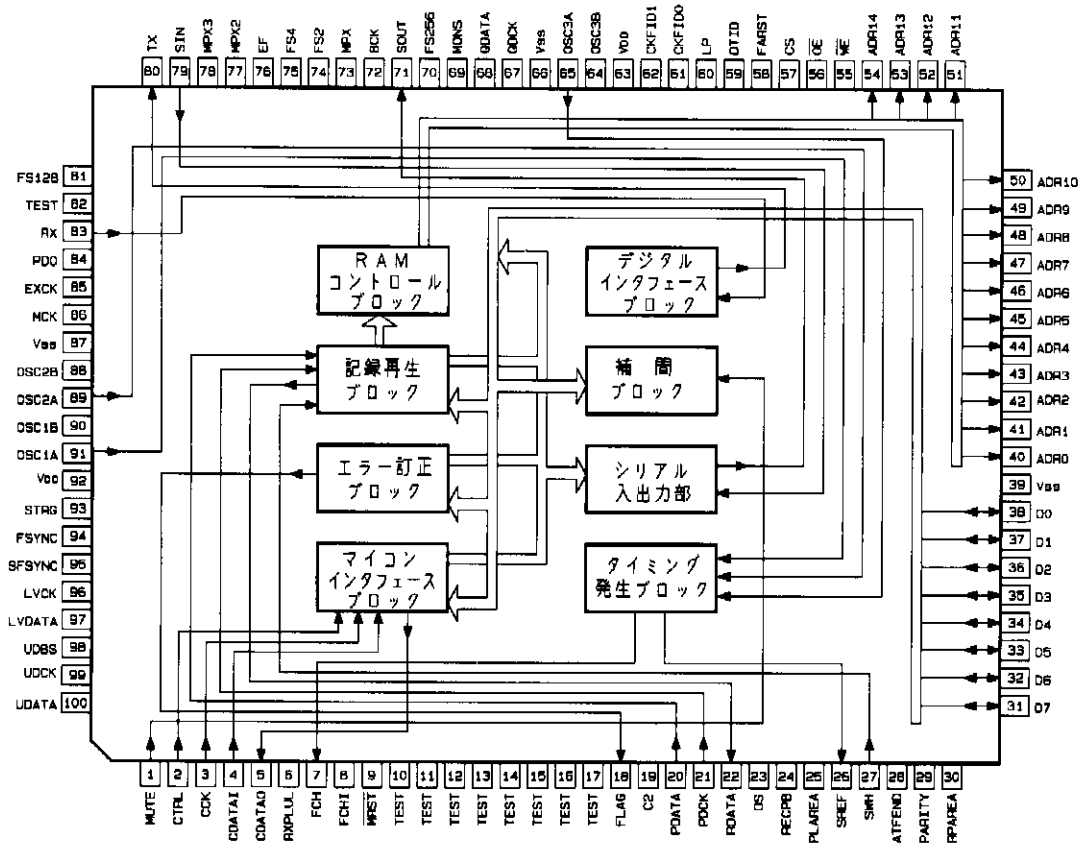 TX
SIN
MPX3
MPX2
EF
FS4
FS2
MPX
BCK
SOUT
FS256
MONS
GDATA
GDCK
Vss
OSC3A
OSC3B
VDD
CKFID1
CKFID0
LP
DTID
FARST
CS
OE
WE
ADR14
ADR13
ADR12
ADR11
80 79 78 77 76 75 74 73 72 71 70 69 68 67 66 65 64 63 62 61 60 59 58 57 56 55 54 53 52 51
FS128 81
TEST 82
RX 83
PDO 84
EXCK 85
MCK 86
Vss 87
OSC2B 88
OSC2A 89
OSC1B 90
OSC1A 91
VDD 92
STRG 93
FSYNC 94
SFSYNC 95
LVCK 96
LVDATA 97
UDBS 98
UDCK 99
UDATA 100
RAM
コントロール
ブロック
デジタル
インタフェース
ブロック
記録再生
ブロック
補間
ブロック
エラー訂正
ブロック
シリアル
入出力部
マイコン
インタフェース
ブロック
タイミング
発生ブロック
50 ADR10
49 ADR9
48 ADR8
47 ADR7
46 ADR6
45 ADR5
44 ADR4
43 ADR3
42 ADR2
41 ADR1
40 ADR0
39 Vss
38 D0
37 D1
36 D2
35 D3
34 D4
33 D5
32 D6
31 D7
1 2 3 4 5 6 7 8 9 10 11 12 13 14 15 16 17 18 19 20 21 22 23 24 25 26 27 28 29 30
MUTE
CTRL
CCK
CDATAI
CDATAO
RXPLUL
FCH
FCHI
MRST
TEST
TEST
TEST
TEST
TEST
TEST
TEST
TEST
FLAG
C2
PDATA
PDCK
RDATA
DS
RECPB
PLAREA
SREF
SWH
ATFEND
PARITY
RPAREA